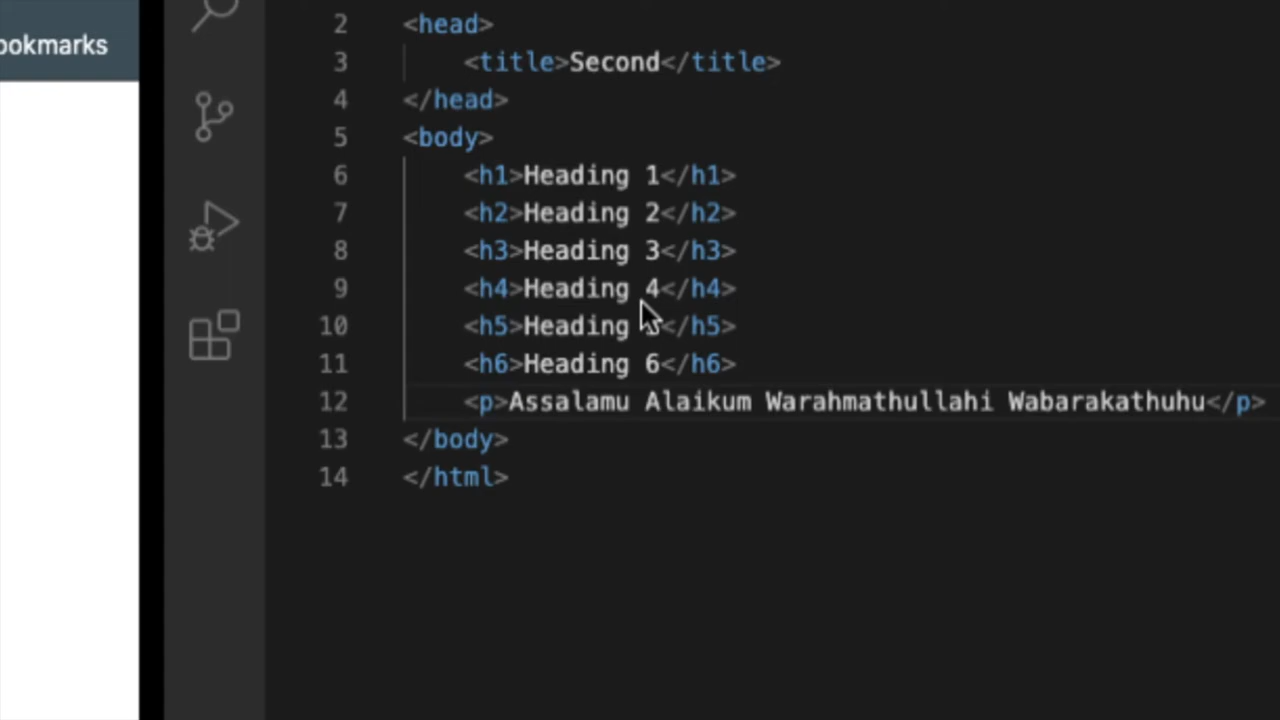 ookmarks
2 <head>
3 <title>Second</title>
4 </head>
5 <body>
6 <h1>Heading 1</h1>
7 <h2>Heading 2</h2>
8 <h3>Heading 3</h3>
9 <h4>Heading 4</h4>
10 <h5>Heading </h5>
11 <h6>Heading 6</h6>
12 <p>Assalamu Alaikum Warahmathullahi Wabarakathuhu</p>
13 </body>
14 </html>